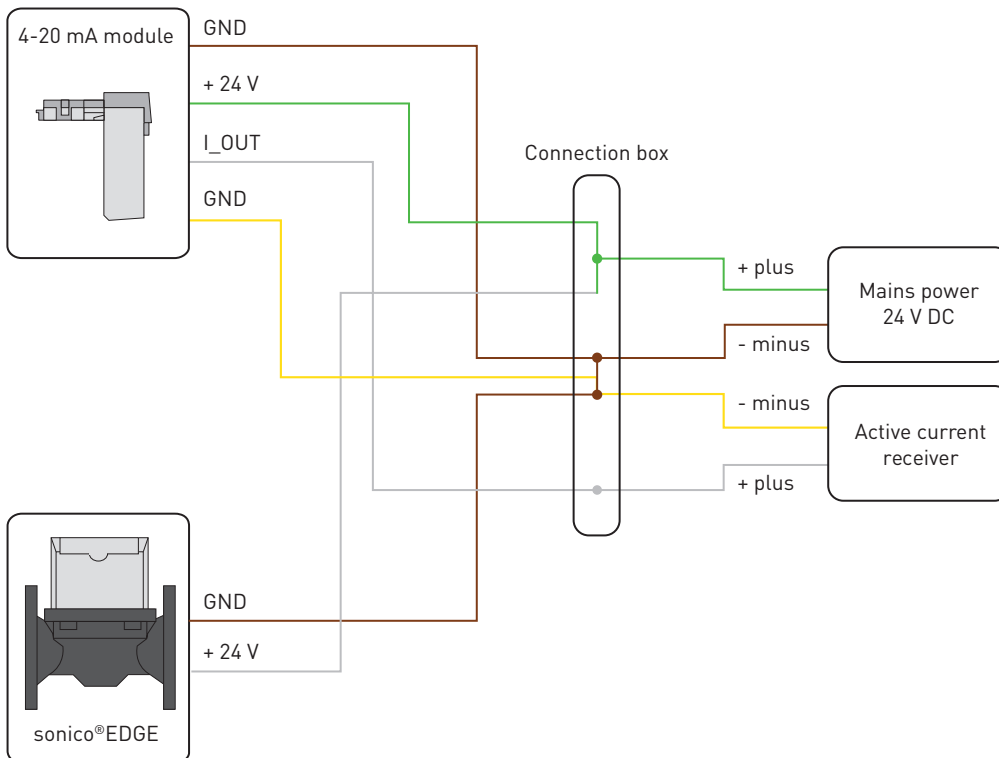 4-20 mA module
GND
+ 24 V
I_OUT
GND
Connection box
+ plus
Mains power
24 V DC
- minus
- minus
Active current
receiver
+ plus
GND
+ 24 V
sonico®EDGE